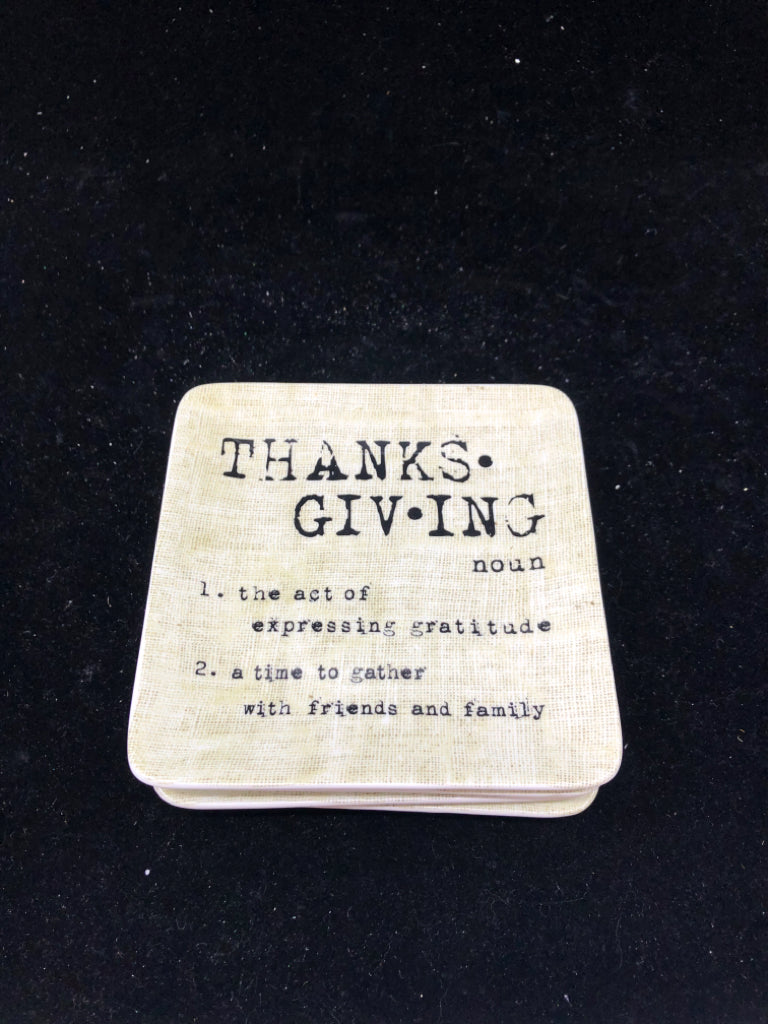 THANKS•
GIV•ING
noun
1. the act of
expressing gratitude
2. a time to gather
with friends and family